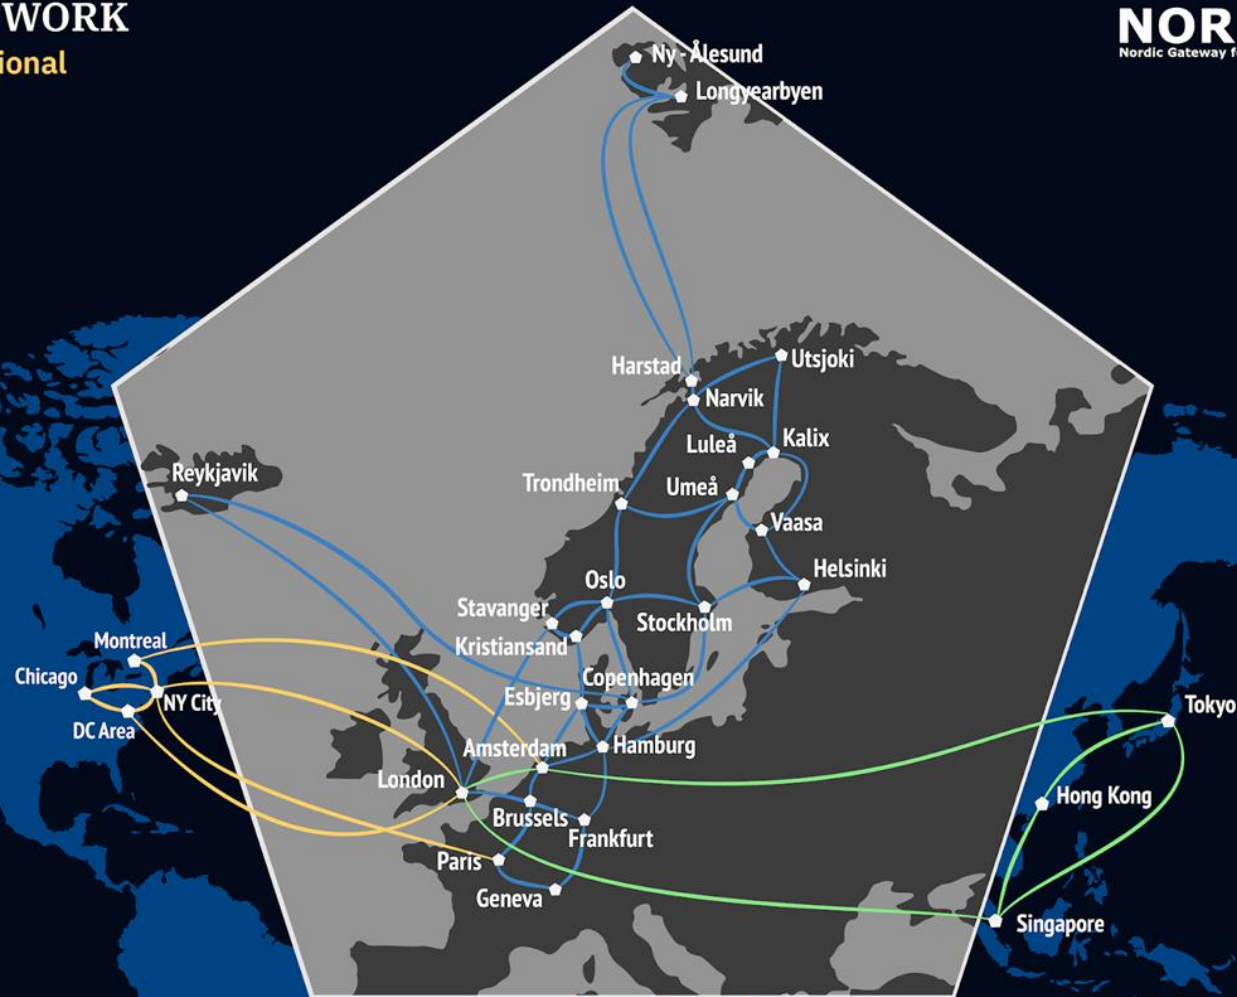 WORK
ional
NOR
Nordic Gateway f
Ny - Ålesund
Longyearbyen
Harstad
Utsjoki
Narvik
Luleå
Kalix
Reykjavik
Trondheim
Umeå
Vaasa
Helsinki
Oslo
Stavanger
Stockholm
Kristiansand
Montreal
Chicago
Copenhagen
NY City
Esbjerg
DC Area
Tokyo
Amsterdam
Hamburg
London
Hong Kong
Brussels
Frankfurt
Paris
Geneva
Singapore